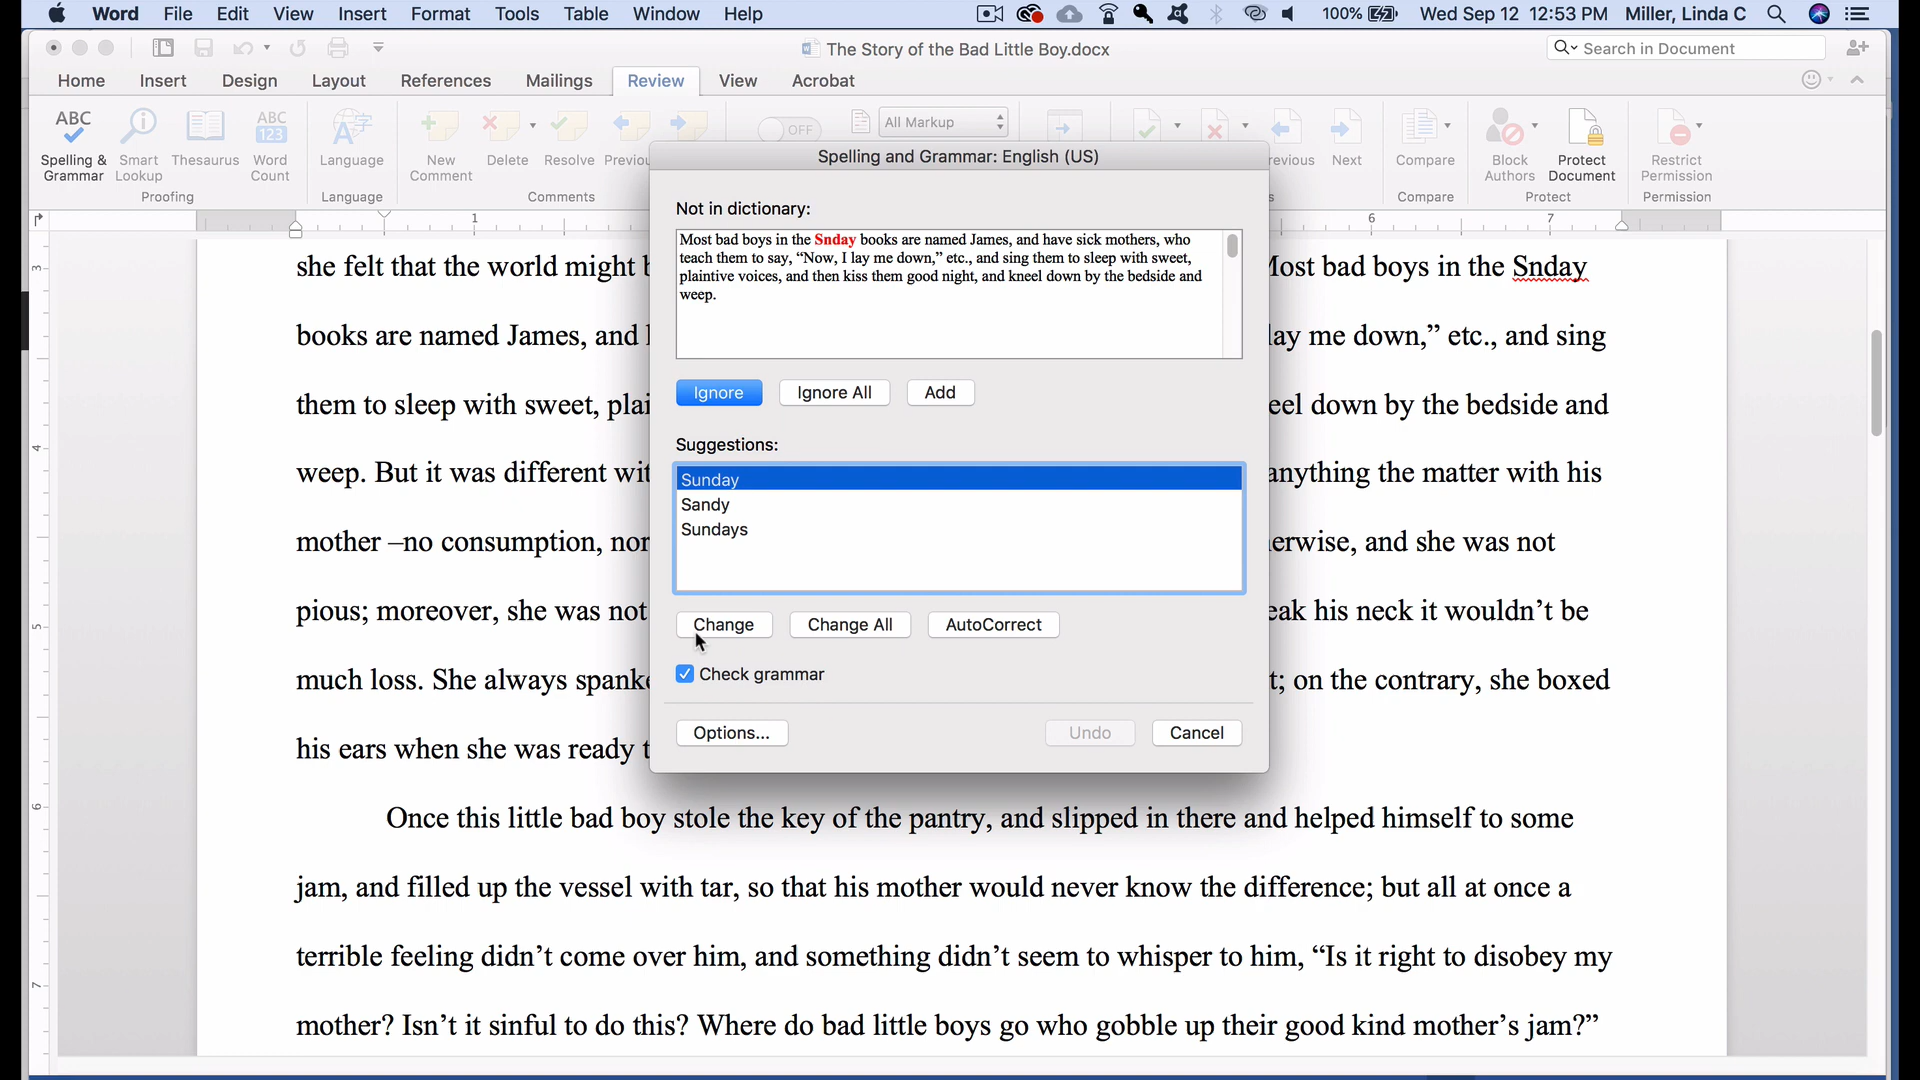 Word File Edit View Insert Format Tools Table Window Help 100% Wed Sep 12 12:53 PM Miller, Linda C
The Story of the Bad Little Boy.docx
Search in Document
Home Insert Design Layout References Mailings Review View Acrobat
ABC
Spelling &
Grammar
Smart
Lookup
Thesaurus
ABC
123
Word
Count
Proofing
Language
Language
New
Comment
Delete
Resolve
Previou
Comments
OFF
All Markup
revious
Next
s
Compare
Compare
Block
Authors
Protect
Document
Protect
Restrict
Permission
Permission
1 6 7
3
4
5
6
7
Spelling and Grammar: English (US)
Not in dictionary:
Most bad boys in the Snday books are named James, and have sick mothers, who
teach them to say, “Now, I lay me down,” etc., and sing them to sleep with sweet,
plaintive voices, and then kiss them good night, and kneel down by the bedside and
weep.
Ignore Ignore All Add
Suggestions:
Sunday
Sandy
Sundays
Change Change All AutoCorrect
Check grammar
Options... Undo Cancel
she felt that the world might Most bad boys in the Snday
books are named James, and lay me down,” etc., and sing
them to sleep with sweet, plai eel down by the bedside and
weep. But it was different wit anything the matter with his
mother –no consumption, nor erwise, and she was not
pious; moreover, she was not eak his neck it wouldn’t be
much loss. She always spanke t; on the contrary, she boxed
his ears when she was ready t
Once this little bad boy stole the key of the pantry, and slipped in there and helped himself to some
jam, and filled up the vessel with tar, so that his mother would never know the difference; but all at once a
terrible feeling didn’t come over him, and something didn’t seem to whisper to him, “Is it right to disobey my
mother? Isn’t it sinful to do this? Where do bad little boys go who gobble up their good kind mother’s jam?”